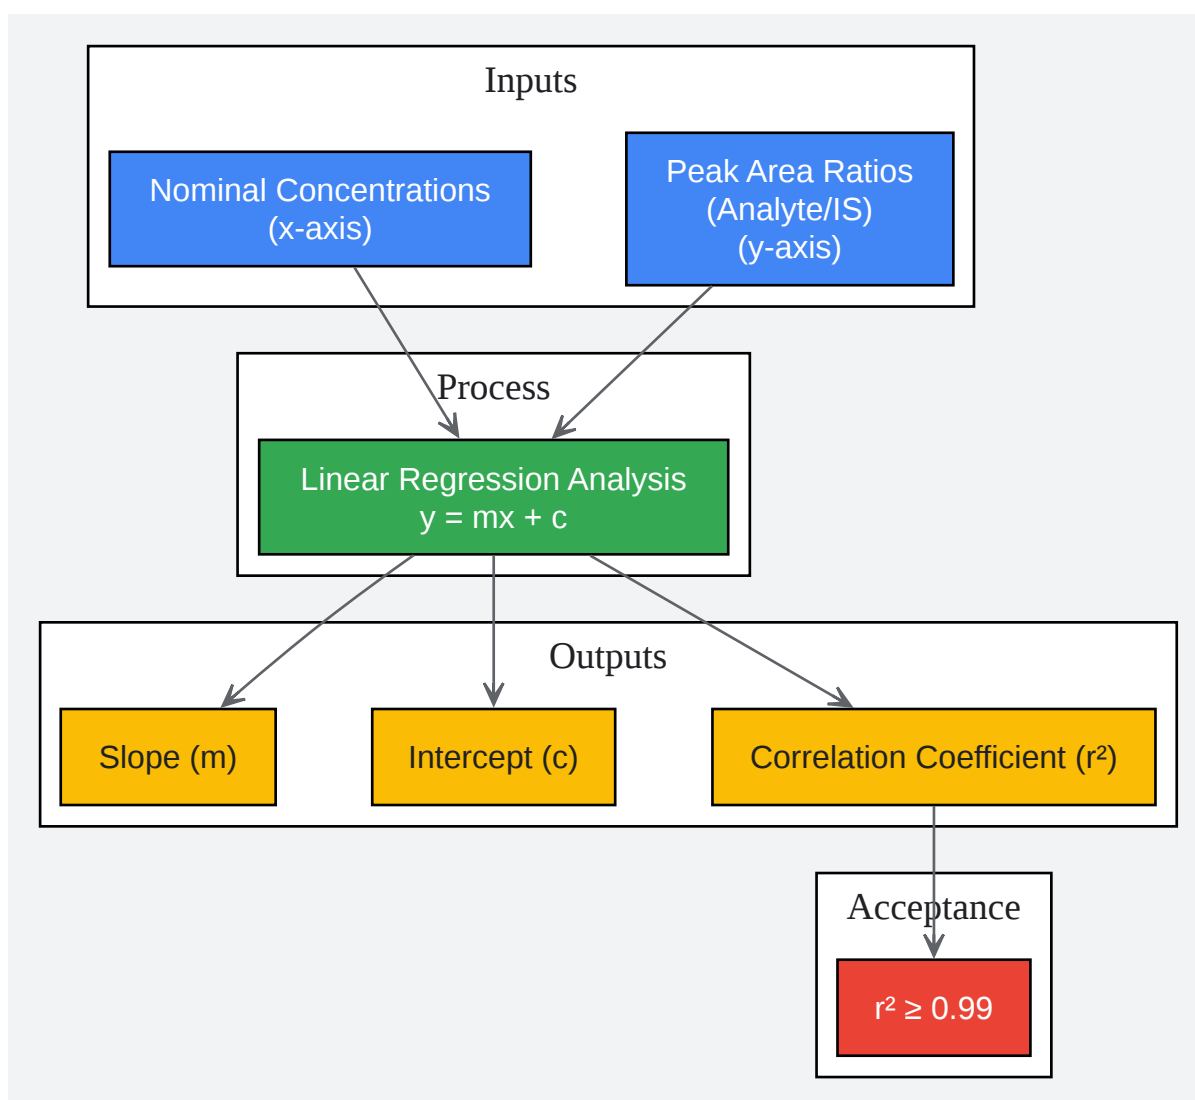 Inputs
Nominal Concentrations
(x-axis)
Peak Area Ratios
(Analyte/IS)
(y-axis)
Process
Linear Regression Analysis
y = mx + c
Outputs
Slope (m)
Intercept (c)
Correlation Coefficient (r²)
Acceptance
r² ≥ 0.99